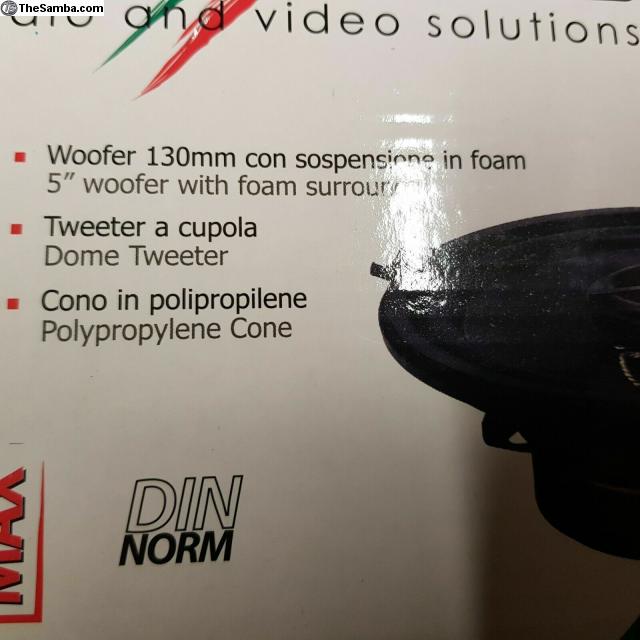 TheSamba.com
and video solutions
Woofer 130mm con sospensione in foam
5" woofer with foam
Tweeter a cupola
Dome Tweeter
Cono in polipropilene
Polypropylene Cone
MAX
DIN
NORM